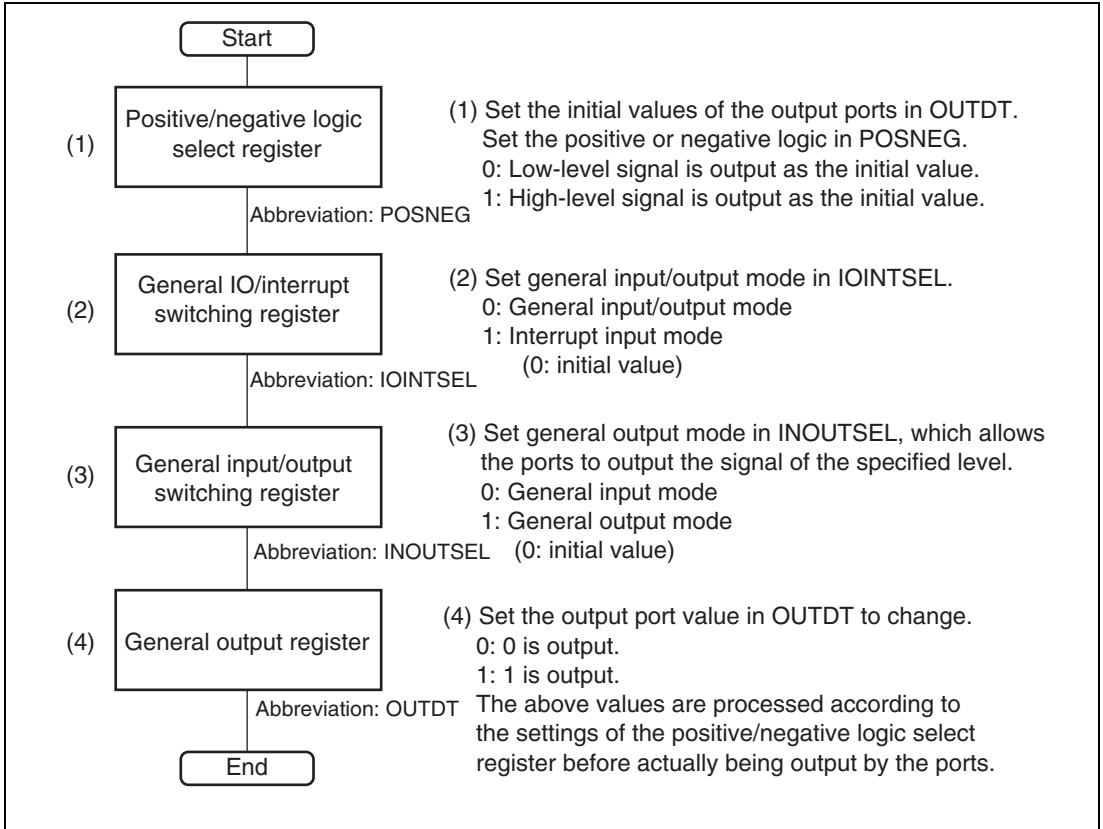 Start
(1)
Positive/negative logic
select register
Abbreviation: POSNEG
(1) Set the initial values of the output ports in OUTDT.
Set the positive or negative logic in POSNEG.
0: Low-level signal is output as the initial value.
1: High-level signal is output as the initial value.
(2)
General IO/interrupt
switching register
Abbreviation: IOINTSEL
(2) Set general input/output mode in IOINTSEL.
0: General input/output mode
1: Interrupt input mode
(0: initial value)
(3)
General input/output
switching register
Abbreviation: INOUTSEL
(3) Set general output mode in INOUTSEL, which allows
the ports to output the signal of the specified level.
0: General input mode
1: General output mode
(0: initial value)
(4)
General output register
Abbreviation: OUTDT
(4) Set the output port value in OUTDT to change.
0: 0 is output.
1: 1 is output.
The above values are processed according to
the settings of the positive/negative logic select
register before actually being output by the ports.
End